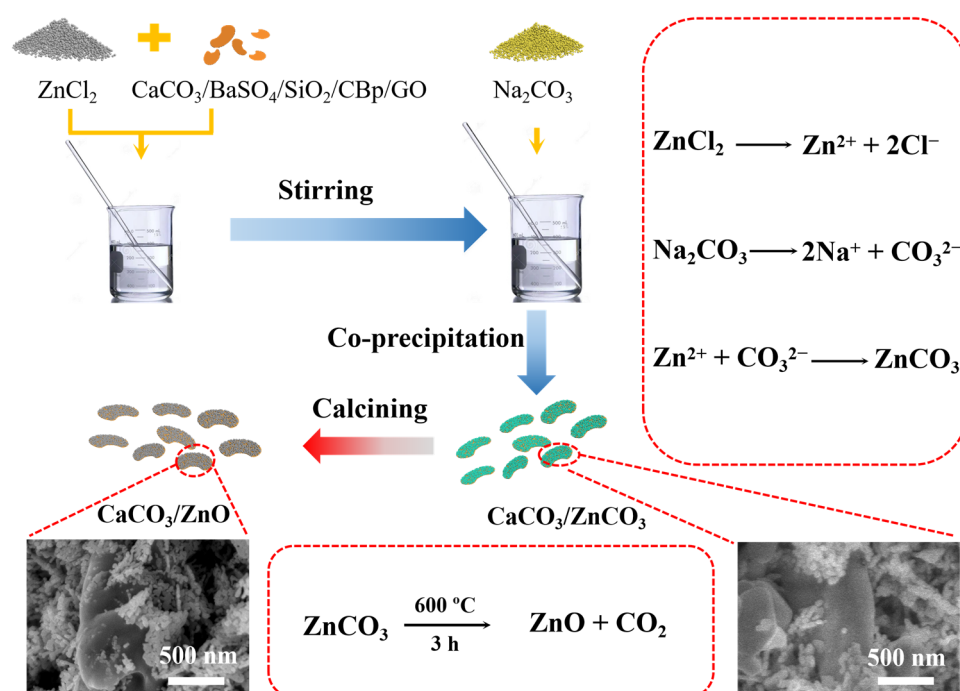 ZnCl₂
CaCO₃/BaSO₄/SiO₂/CBp/GO
Na₂CO₃
Stirring
Co-precipitation
Calcining
CaCO₃/ZnO
CaCO₃/ZnCO₃
ZnCl₂ ⟶ Zn²⁺ + 2Cl⁻
Na₂CO₃ ⟶ 2Na⁺ + CO₃²⁻
Zn²⁺ + CO₃²⁻ ⟶ ZnCO₃
600 °C
ZnCO₃ ⟶ ZnO + CO₂
3 h
500 nm
500 nm